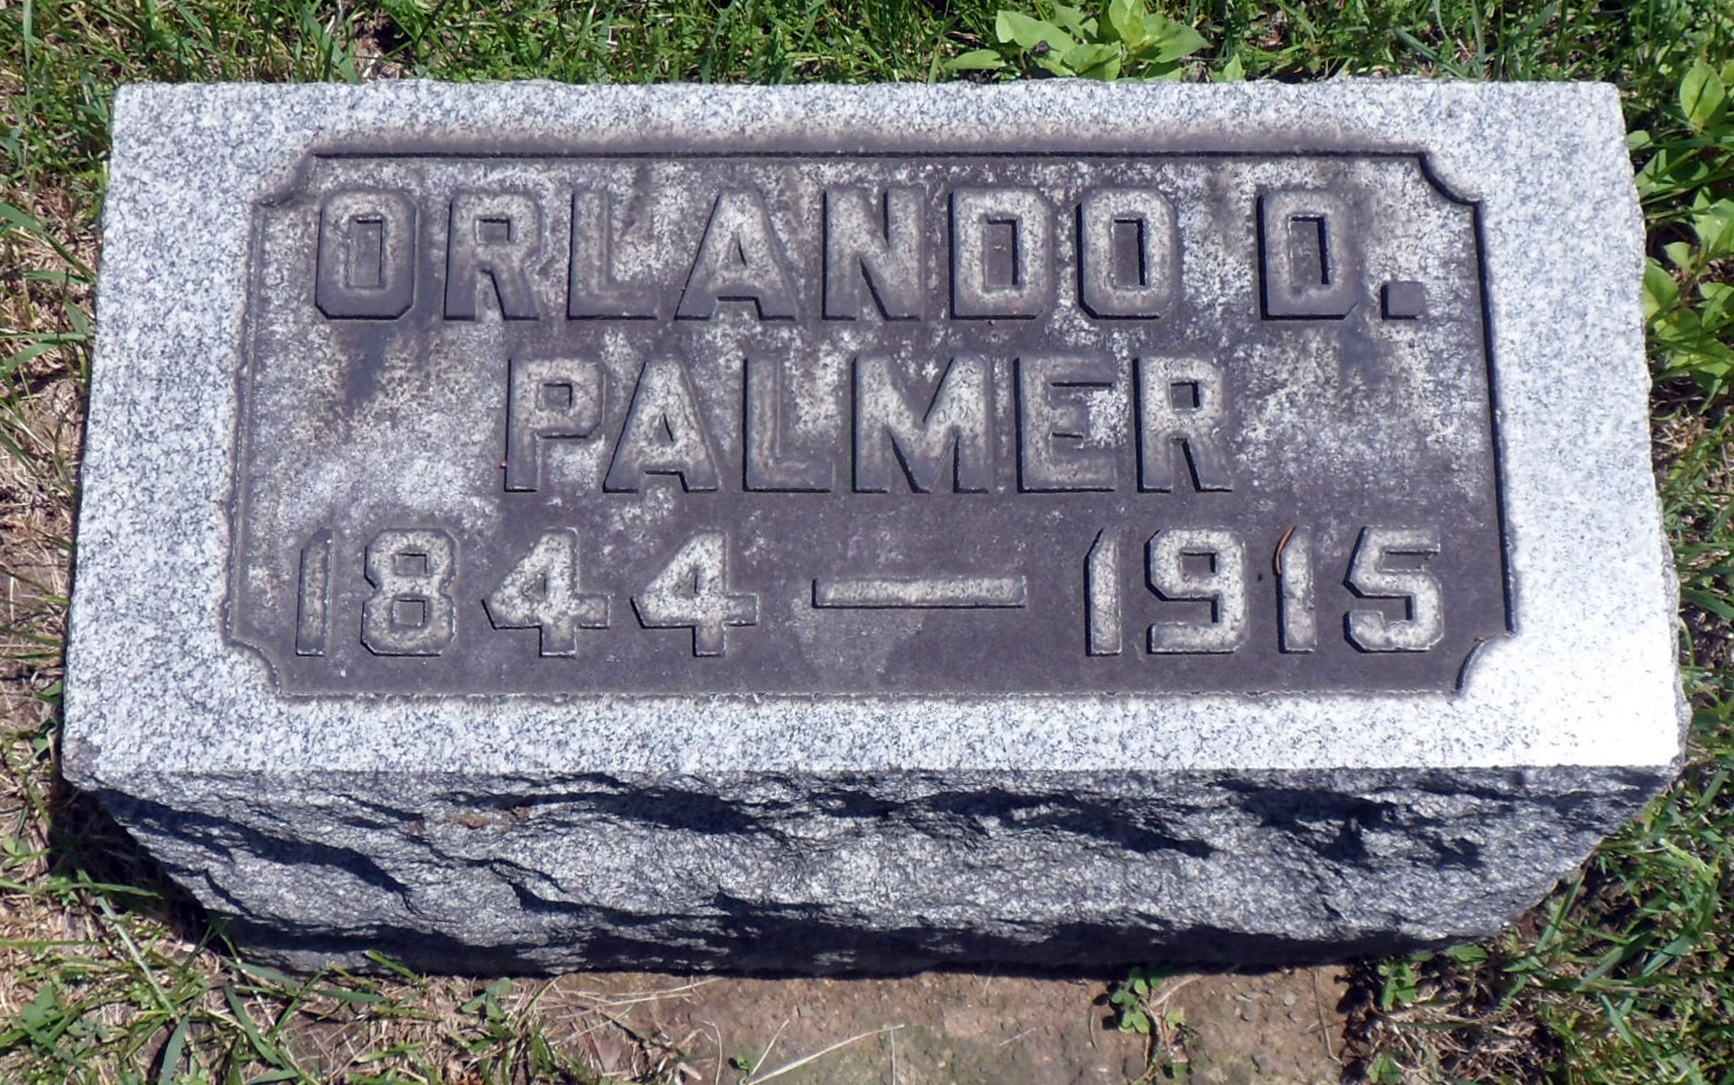 ORLANDO D.
PALMER
1844 — 1915